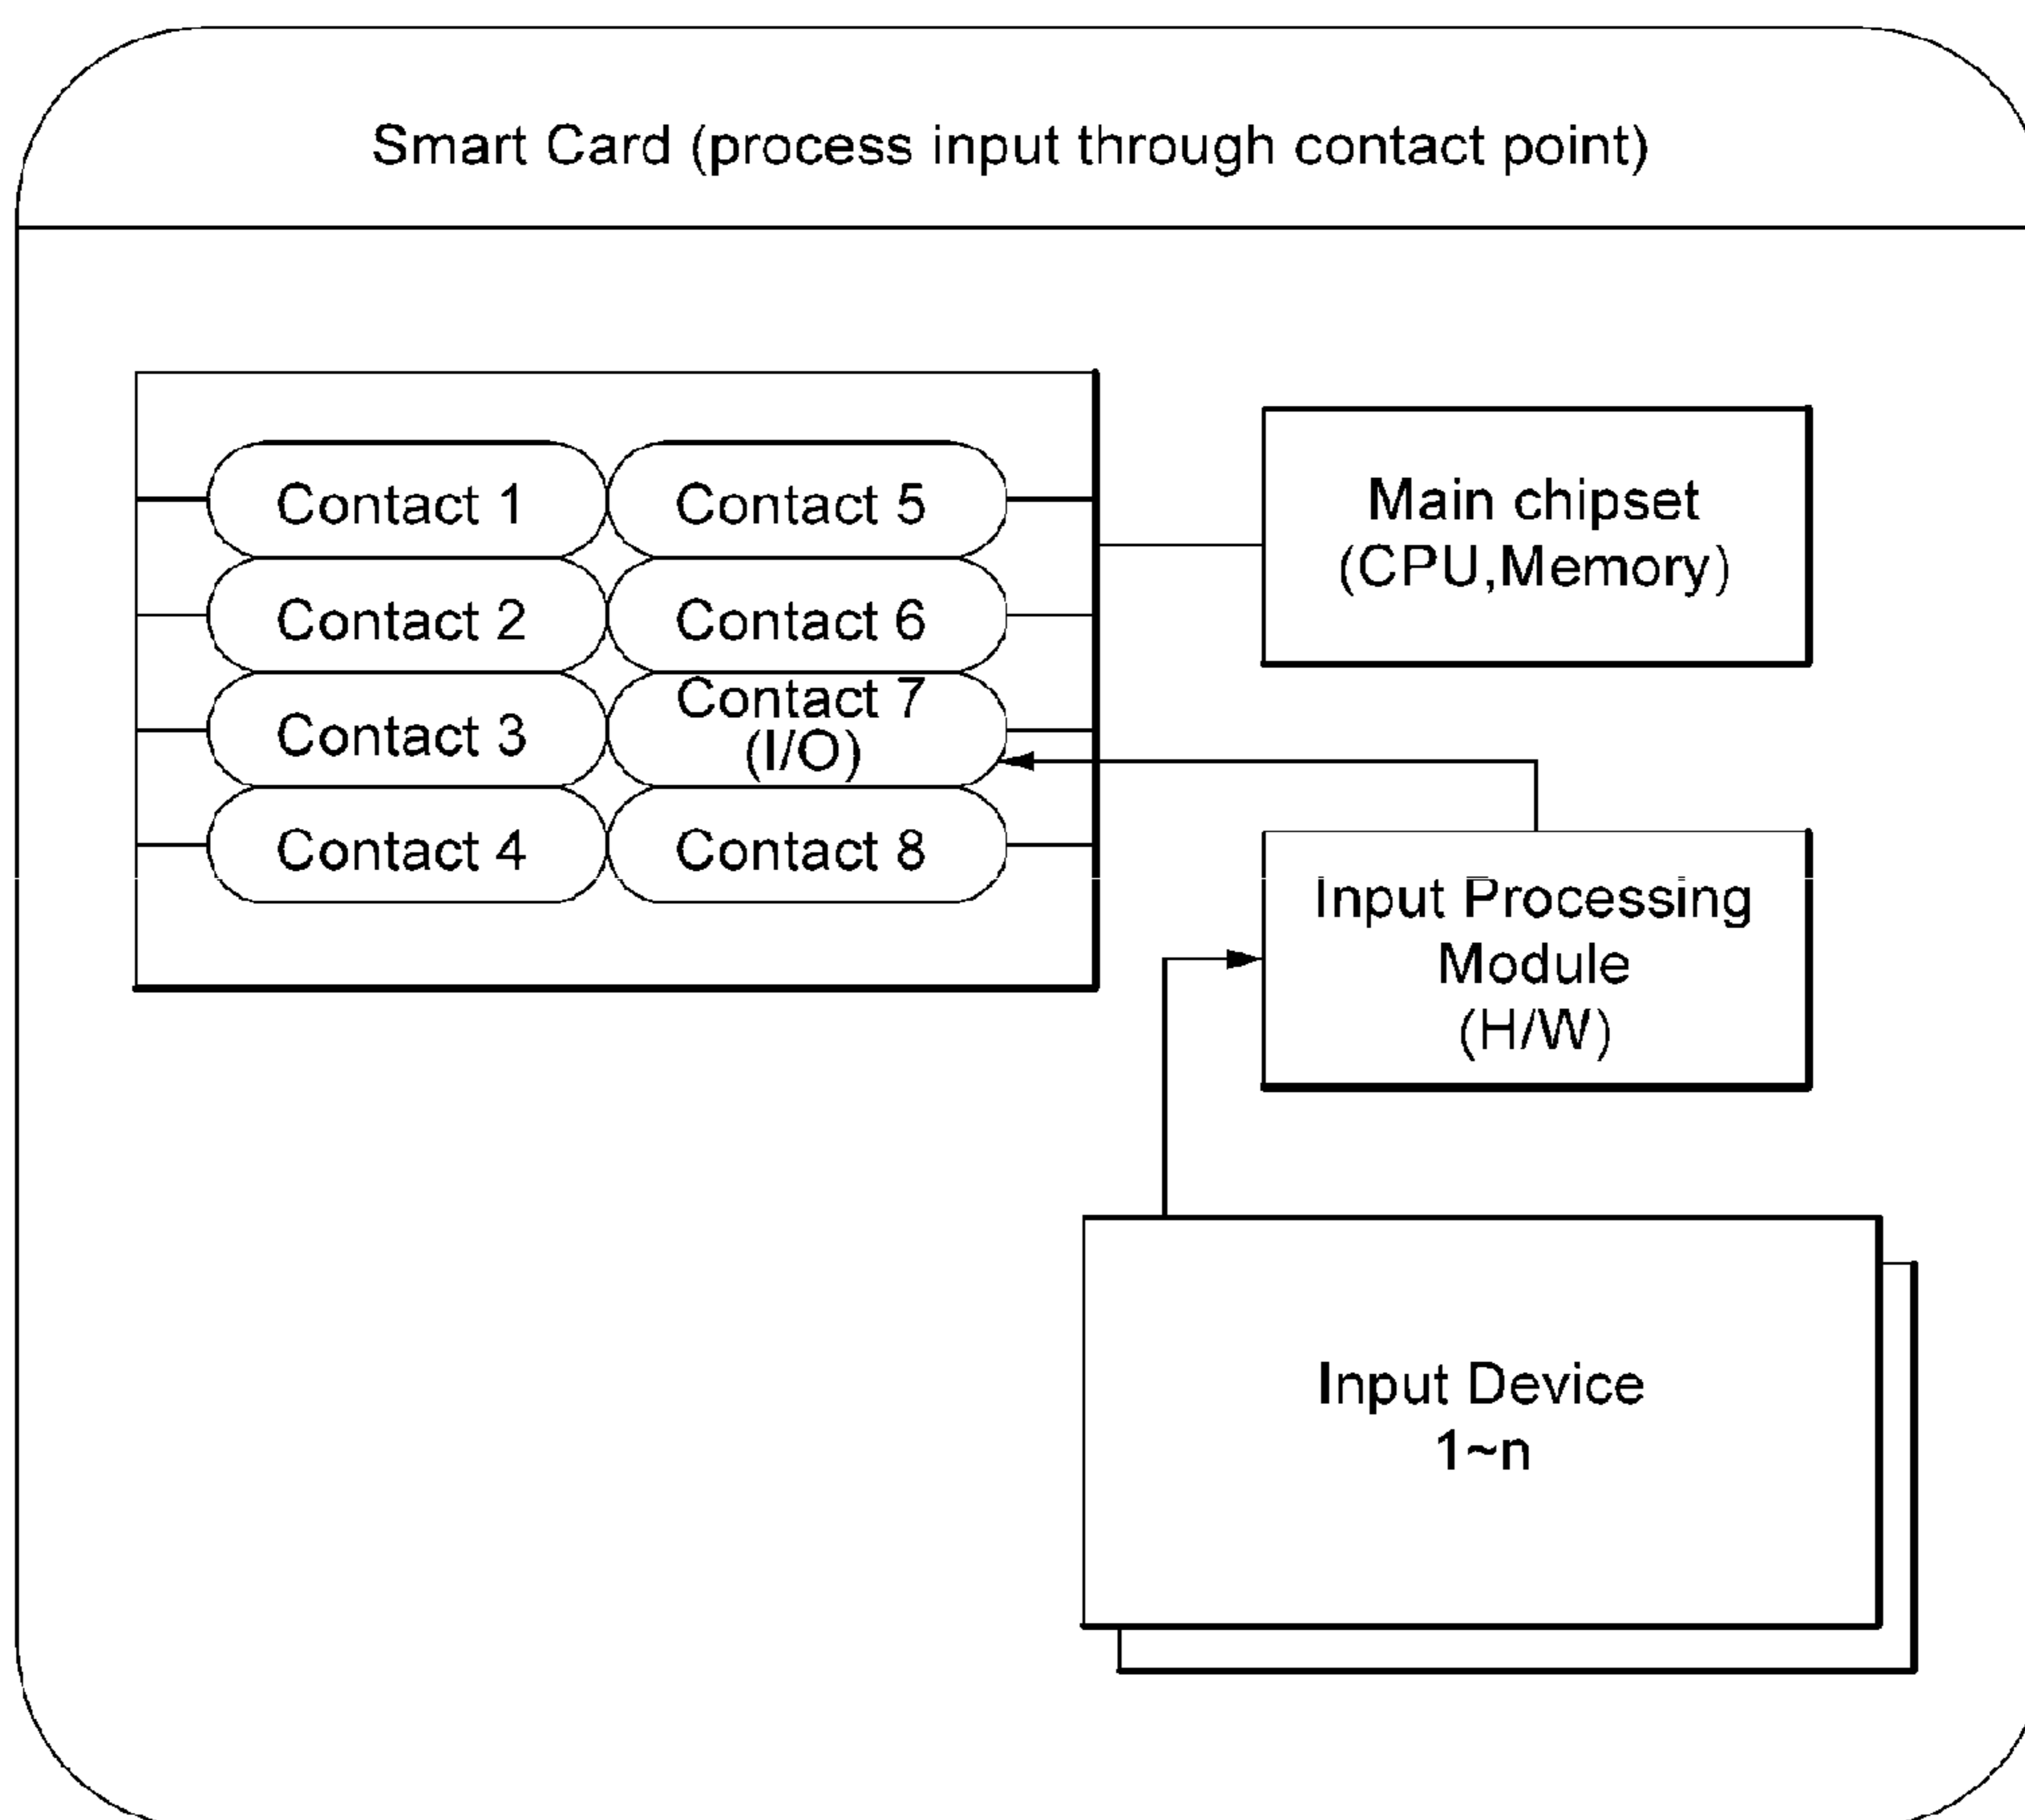 Smart Card (process input through contact point)
Contact 1
Contact 5
Contact 2
Contact 6
Contact 3
Contact 7
(I/O)
Contact 4
Contact 8
Main chipset
(CPU,Memory)
Input Processing
Module
(H/W)
Input Device
1~n